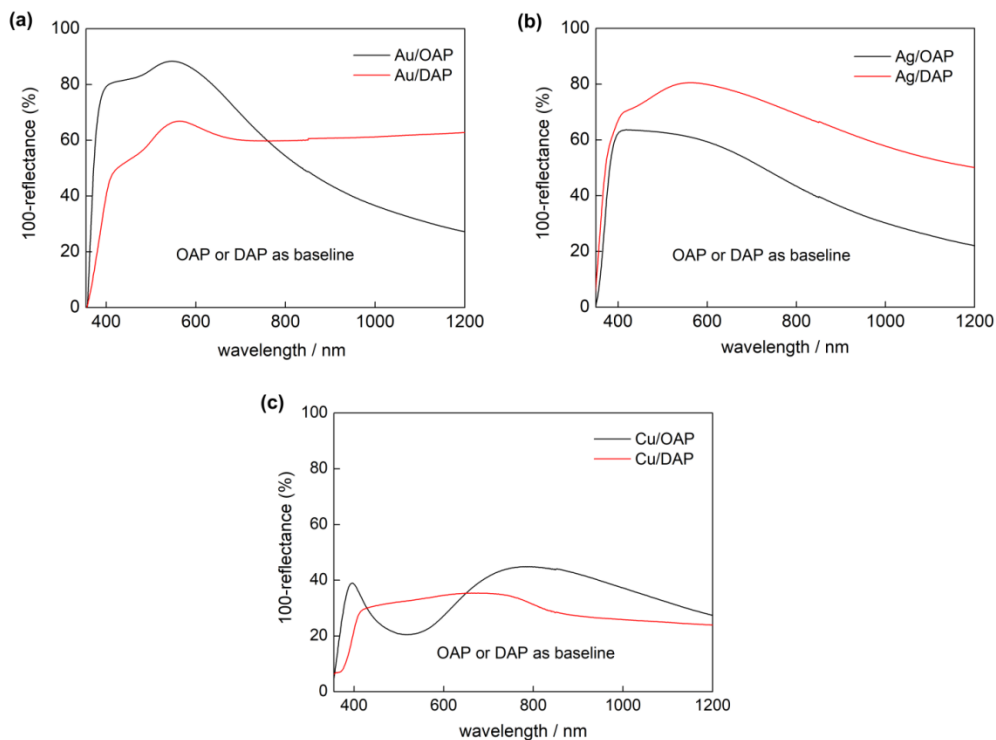 (a)
100
80
60
40
20
0
100-reflectance (%)
Au/OAP
Au/DAP
OAP or DAP as baseline
400 600 800 1000 1200
wavelength / nm
(b)
100
80
60
40
20
0
100-reflectance (%)
Ag/OAP
Ag/DAP
OAP or DAP as baseline
400 600 800 1000 1200
wavelength / nm
(c)
100
80
60
40
20
0
100-reflectance (%)
Cu/OAP
Cu/DAP
OAP or DAP as baseline
400 600 800 1000 1200
wavelength / nm